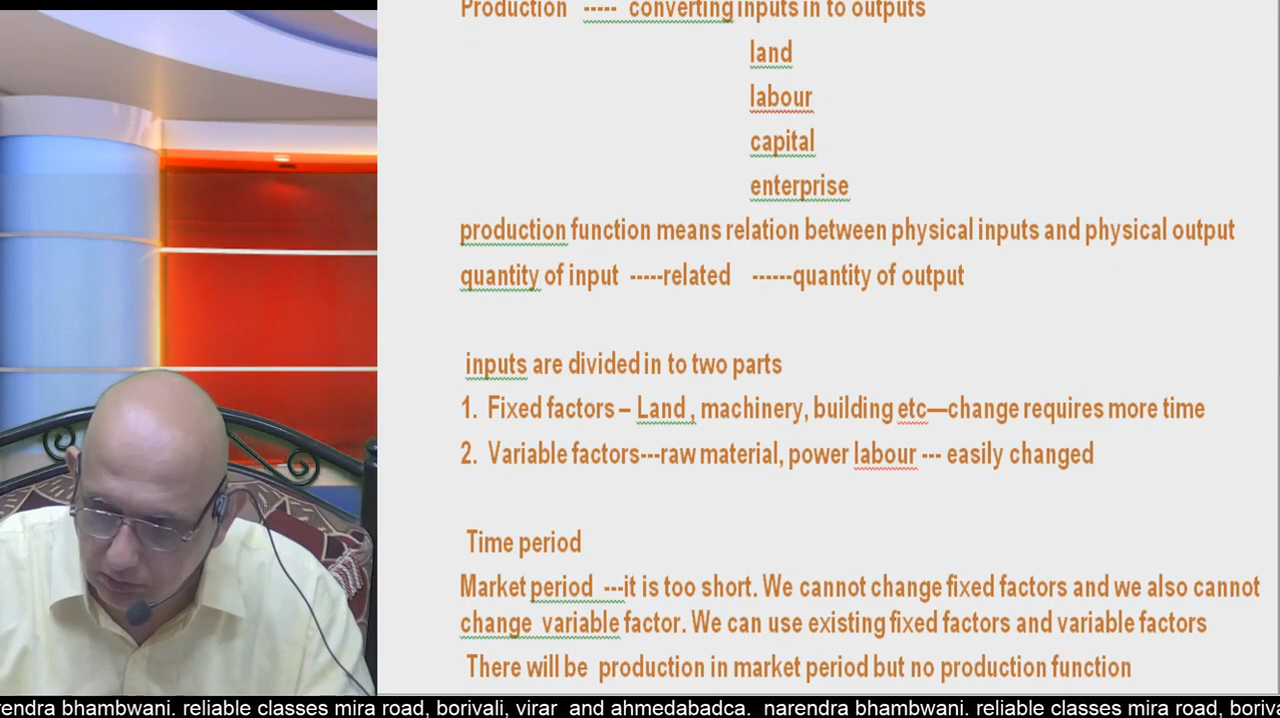 Production ----- converting inputs in to outputs
land
labour
capital
enterprise
production function means relation between physical inputs and physical output
quantity of input -----related ------quantity of output
inputs are divided in to two parts
1. Fixed factors – Land , machinery, building etc—change requires more time
2. Variable factors---raw material, power labour --- easily changed
Time period
Market period ---it is too short. We cannot change fixed factors and we also cannot
change variable factor. We can use existing fixed factors and variable factors
There will be production in market period but no production function
rendra bhambwani. reliable classes mira road, borivali, virar and ahmedabadca. narendra bhambwani. reliable classes mira road, boriva